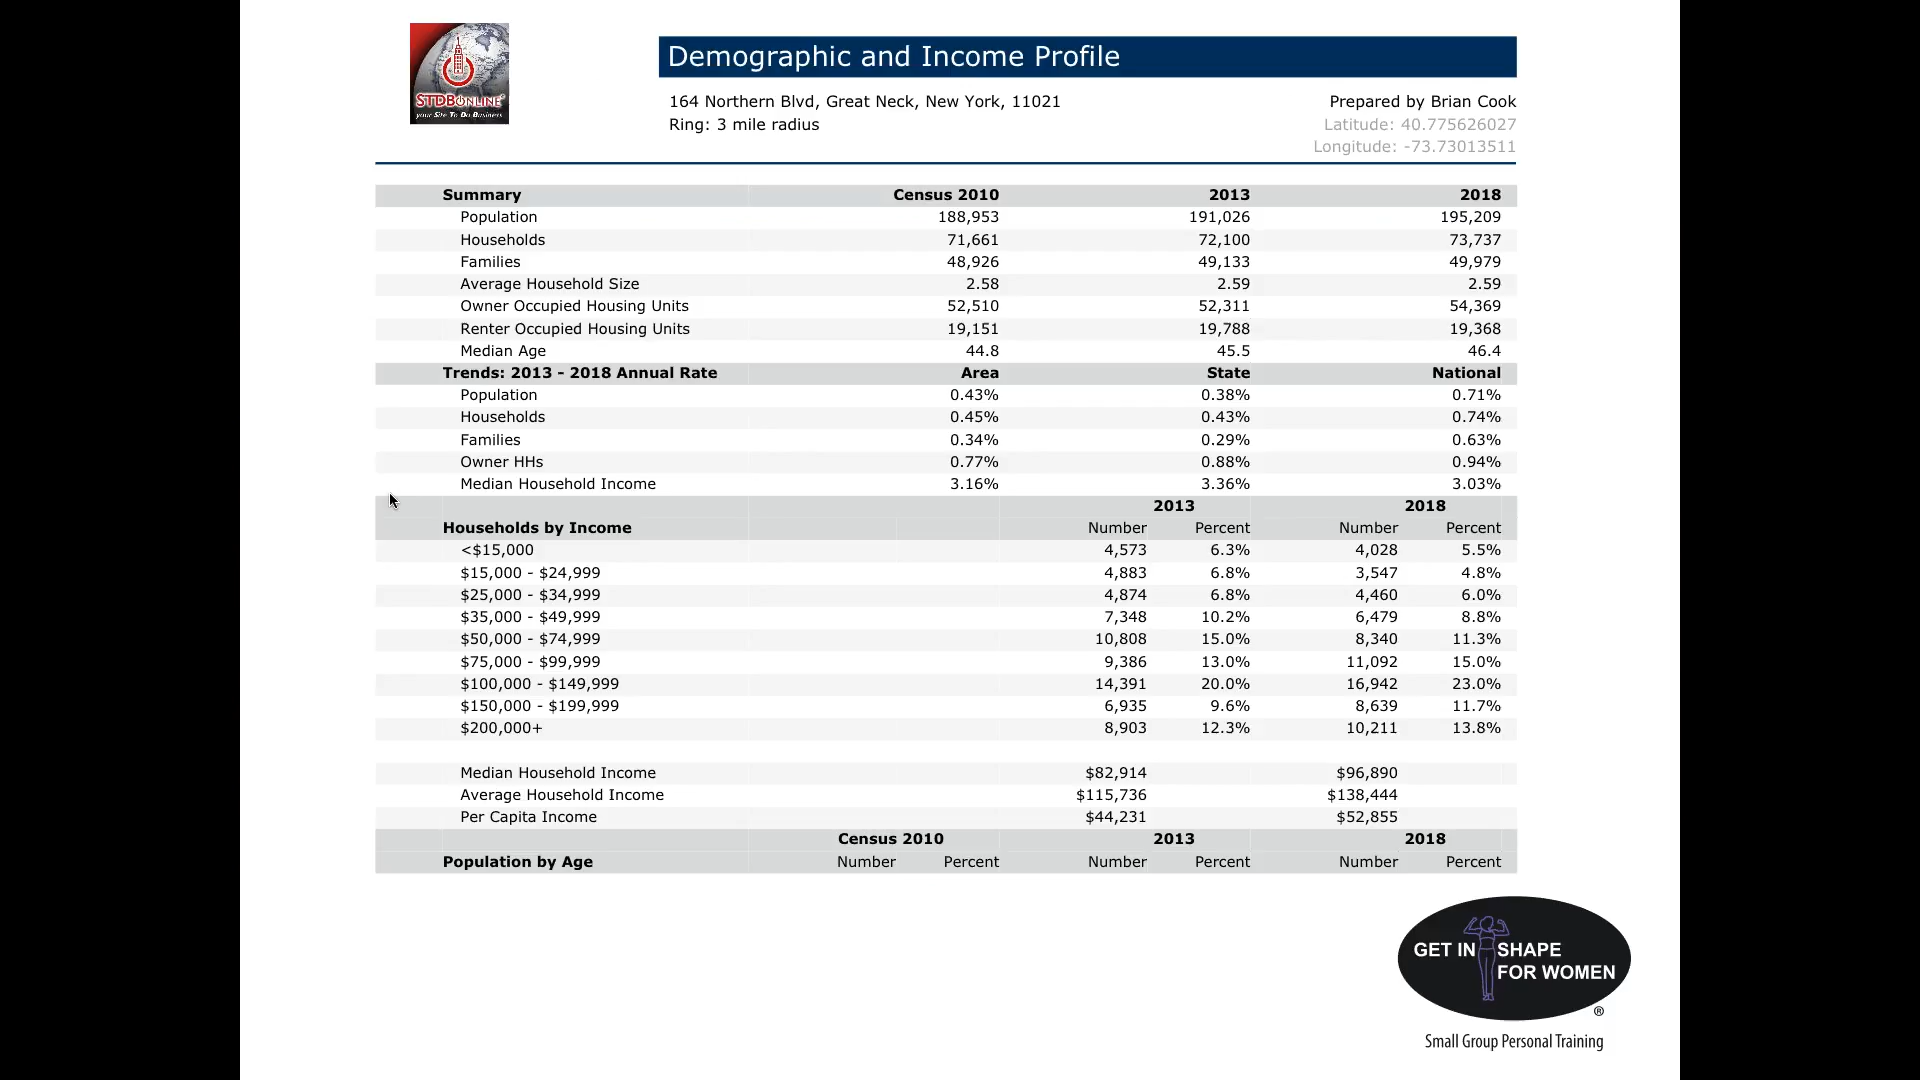 STDBONLINE®
your Site To Do Business
Demographic and Income Profile
164 Northern Blvd, Great Neck, New York, 11021 Prepared by Brian Cook
Ring: 3 mile radius Latitude: 40.775626027
Longitude: -73.73013511
Summary Census 2010 2013 2018
Population 188,953 191,026 195,209
Households 71,661 72,100 73,737
Families 48,926 49,133 49,979
Average Household Size 2.58 2.59 2.59
Owner Occupied Housing Units 52,510 52,311 54,369
Renter Occupied Housing Units 19,151 19,788 19,368
Median Age 44.8 45.5 46.4
Trends: 2013 - 2018 Annual Rate Area State National
Population 0.43% 0.38% 0.71%
Households 0.45% 0.43% 0.74%
Families 0.34% 0.29% 0.63%
Owner HHs 0.77% 0.88% 0.94%
Median Household Income 3.16% 3.36% 3.03%
2013 2018
Households by Income Number Percent Number Percent
<$15,000 4,573 6.3% 4,028 5.5%
$15,000 - $24,999 4,883 6.8% 3,547 4.8%
$25,000 - $34,999 4,874 6.8% 4,460 6.0%
$35,000 - $49,999 7,348 10.2% 6,479 8.8%
$50,000 - $74,999 10,808 15.0% 8,340 11.3%
$75,000 - $99,999 9,386 13.0% 11,092 15.0%
$100,000 - $149,999 14,391 20.0% 16,942 23.0%
$150,000 - $199,999 6,935 9.6% 8,639 11.7%
$200,000+ 8,903 12.3% 10,211 13.8%
Median Household Income $82,914 $96,890
Average Household Income $115,736 $138,444
Per Capita Income $44,231 $52,855
Census 2010 2013 2018
Population by Age Number Percent Number Percent Number Percent
GET IN SHAPE
FOR WOMEN
®
Small Group Personal Training